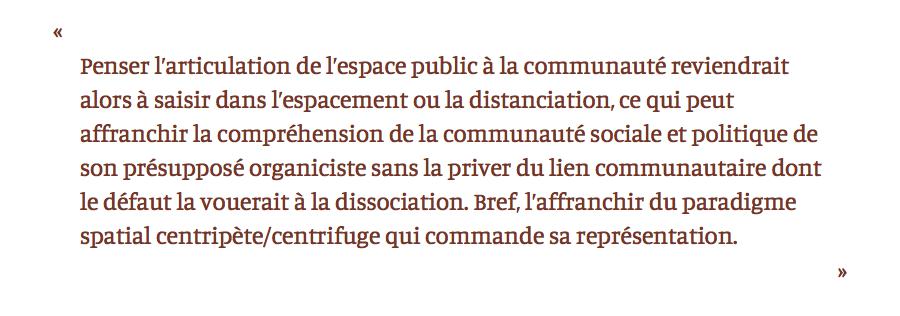 «
Penser l'articulation de l'espace public à la communauté reviendrait
alors à saisir dans l'espacement ou la distanciation, ce qui peut
affranchir la compréhension de la communauté sociale et politique de
son présupposé organiciste sans la priver du lien communautaire dont
le défaut la vouerait à la dissociation. Bref, l'affranchir du paradigme
spatial centripète/centrifuge qui commande sa représentation.
»